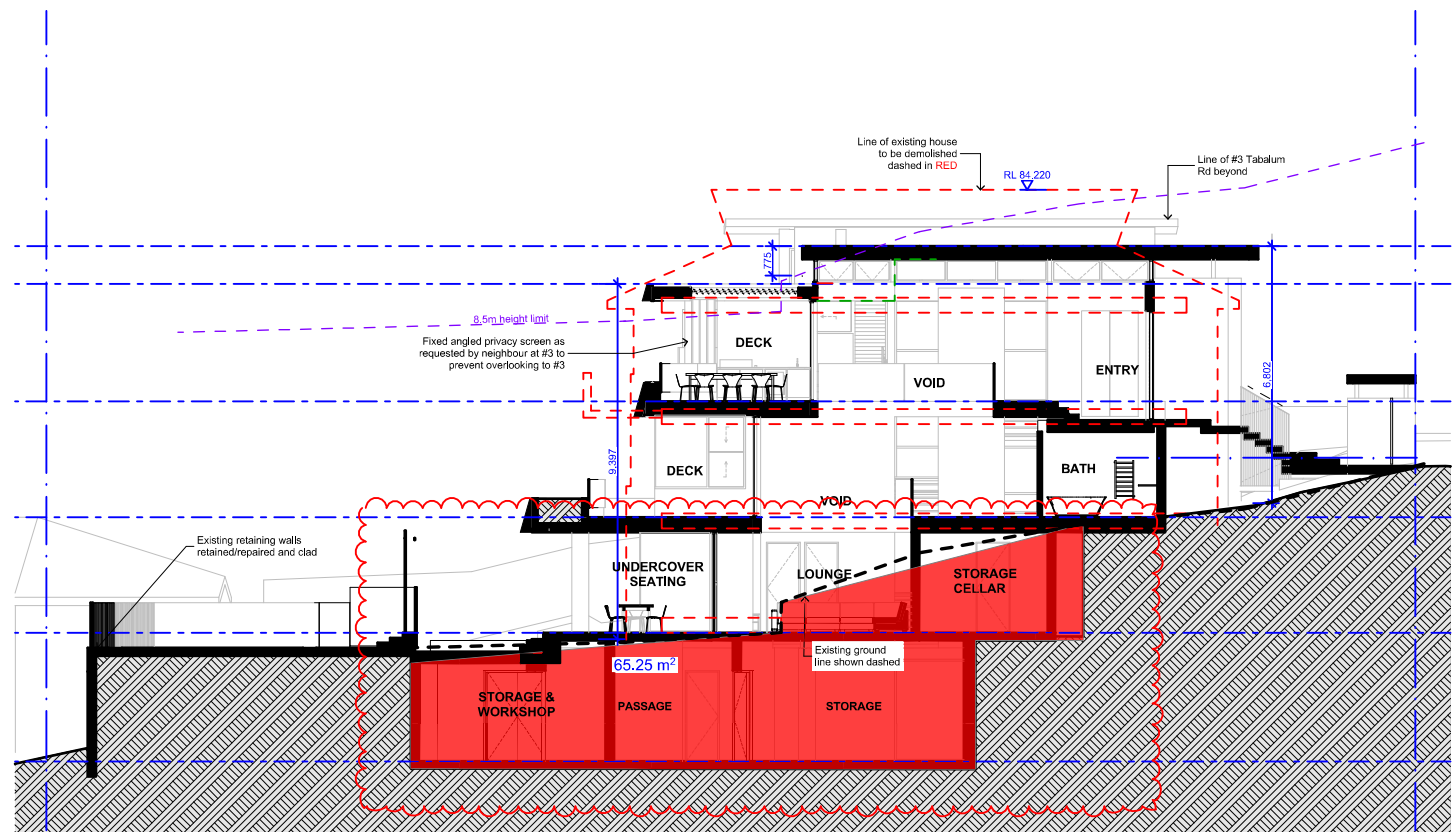 Line of existing house
to be demolished
dashed in RED
Line of #3 Tabalum
Rd beyond
RL 84,220
775
8.5m height limit
Fixed angled privacy screen as
requested by neighbour at #3 to
prevent overlooking to #3
DECK
VOID
ENTRY
6,802
9,397
DECK
BATH
VOID
Existing retaining walls
retained/repaired and clad
UNDERCOVER
SEATING
LOUNGE
STORAGE
CELLAR
Existing ground
line shown dashed
65.25 m²
STORAGE &
WORKSHOP
PASSAGE
STORAGE